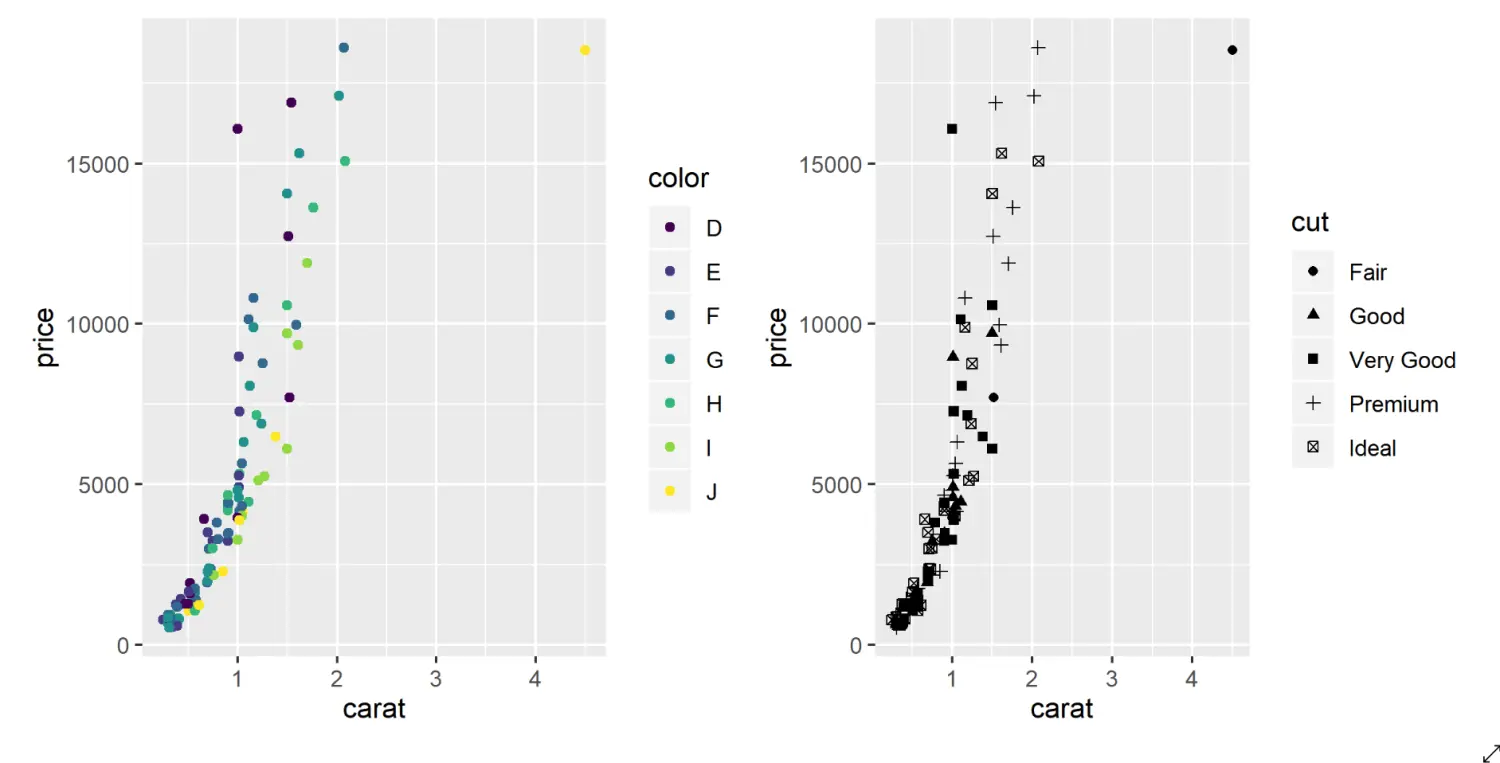 price
15000
10000
5000
0
1
2
3
4
carat
color
D
E
F
G
H
I
J
price
15000
10000
5000
0
1
2
3
4
carat
cut
Fair
Good
Very Good
Premium
Ideal